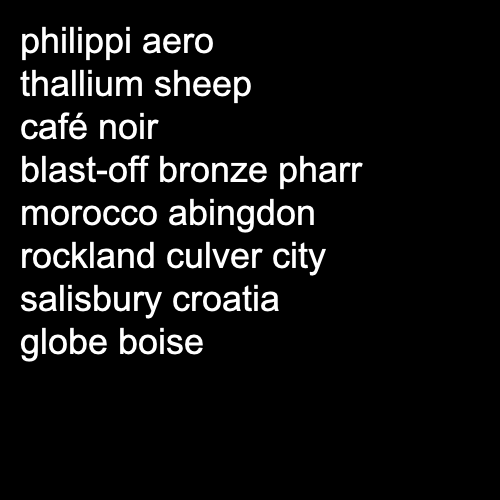 philippi aero
thallium sheep
café noir
blast-off bronze pharr
morocco abingdon
rockland culver city
salisbury croatia
globe boise